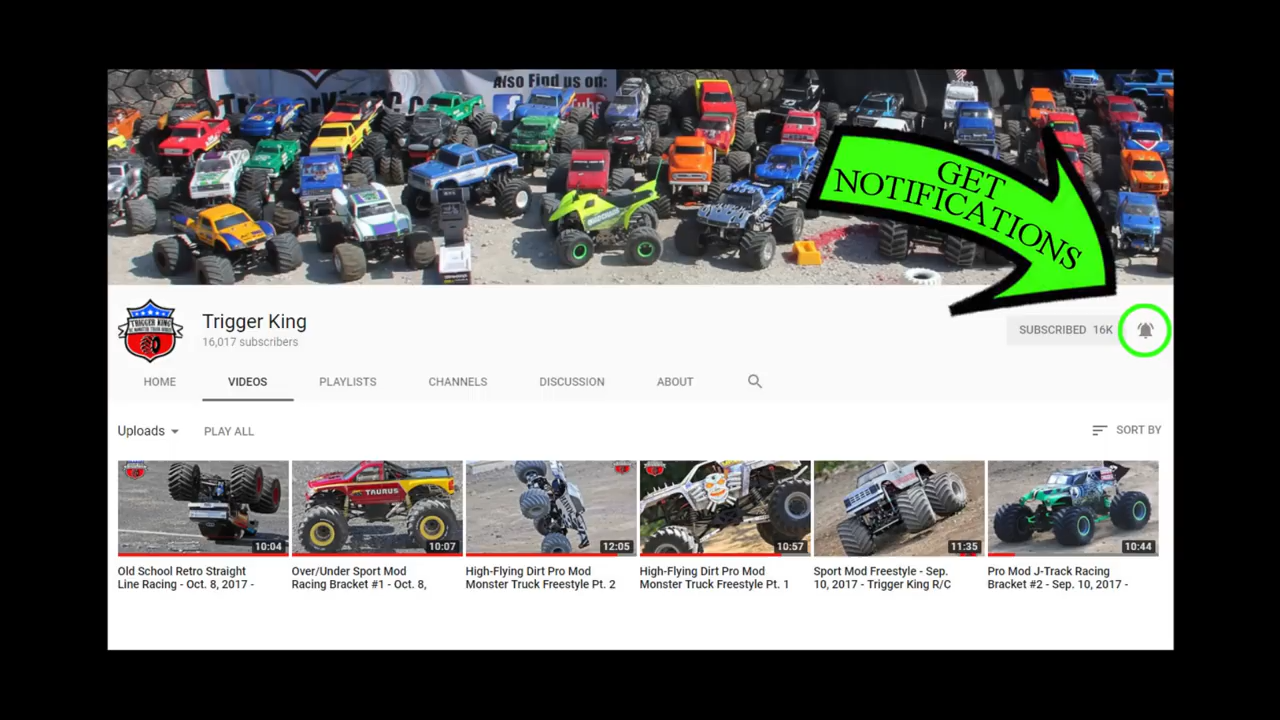 Also Find us on:
GET
NOTIFICATIONS
TRIGGER KING
Trigger King
16,017 subscribers
SUBSCRIBED 16K
HOME VIDEOS PLAYLISTS CHANNELS DISCUSSION ABOUT
Uploads PLAY ALL SORT BY
TAURUS
10:04 10:07 12:05 10:57 11:35 10:44
Old School Retro Straight
Line Racing - Oct. 8, 2017 -
Over/Under Sport Mod
Racing Bracket #1 - Oct. 8,
High-Flying Dirt Pro Mod
Monster Truck Freestyle Pt. 2
High-Flying Dirt Pro Mod
Monster Truck Freestyle Pt. 1
Sport Mod Freestyle - Sep.
10, 2017 - Trigger King R/C
Pro Mod J-Track Racing
Bracket #2 - Sep. 10, 2017 -